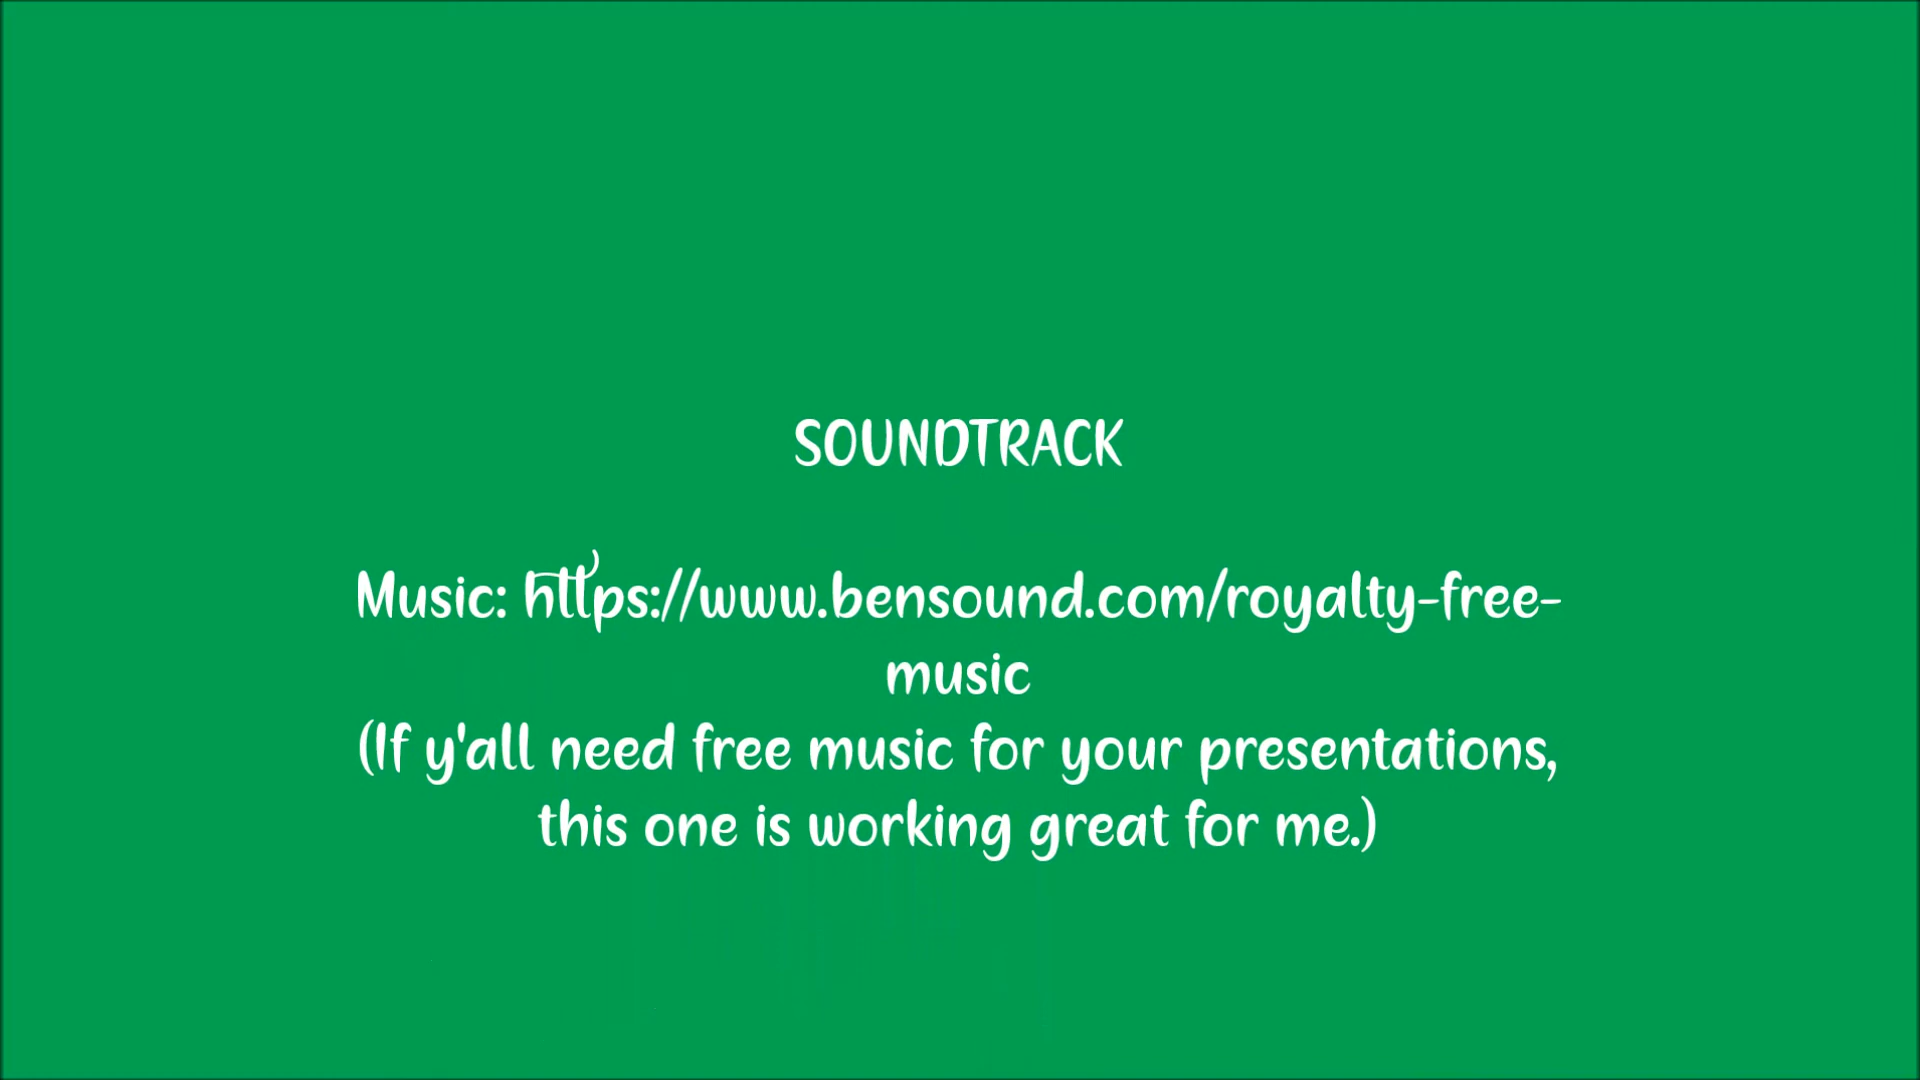 SOUNDTRACK
Music: https://www.bensound.com/royalty-free-
music
(If y'all need free music for your presentations,
this one is working great for me.)